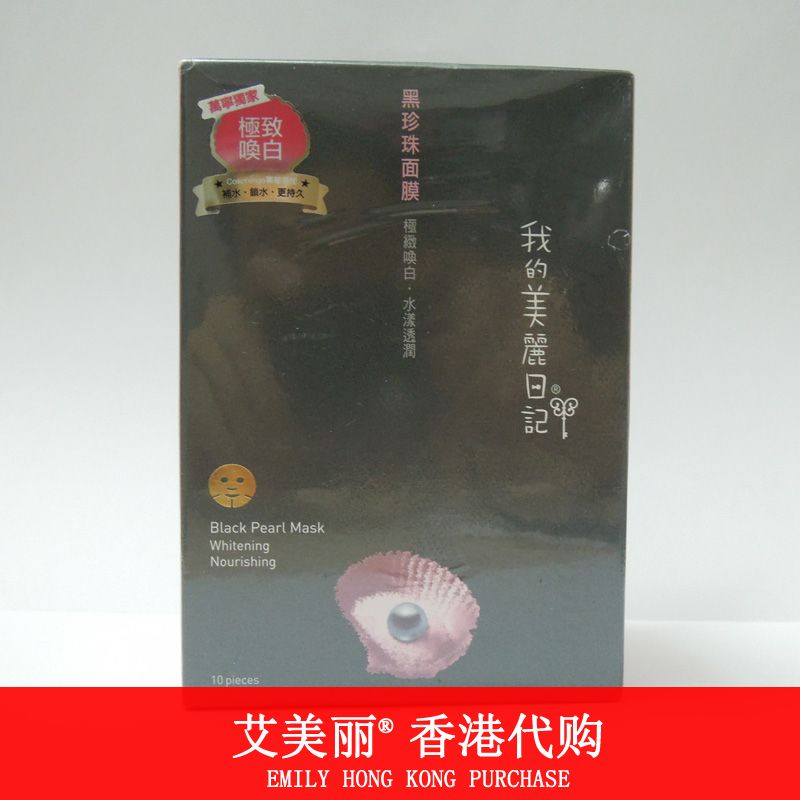 萬寧獨家
極致
喚白
補水、鎖水、更持久
黑珍珠面膜
極緻喚白·水漾透潤
我的美麗日記®
Black Pearl Mask
Whitening
Nourishing
10 pieces
艾美丽® 香港代购
EMILY HONG KONG PURCHASE